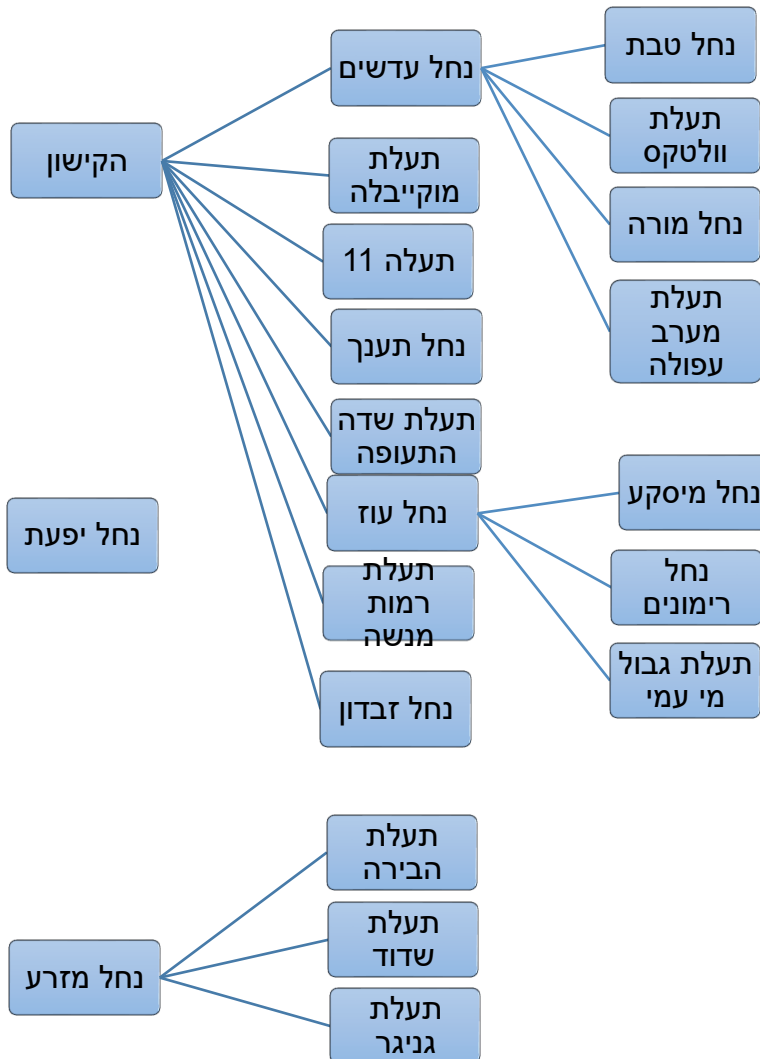 הקישון
נחל עדשים
נחל טבת
תעלת
וולטקס
נחל מורה
תעלת
מערב
עפולה
תעלת
מוקייבלה
תעלה 11
נחל תענך
תעלת שדה
התעופה
נחל עוז
נחל מיסקע
נחל
רימונים
תעלת גבול
מי עמי
תעלת
רמות
מנשה
נחל זבדון
נחל יפעת
נחל מזרע
תעלת
הבירה
תעלת
שדוד
תעלת
גניגר